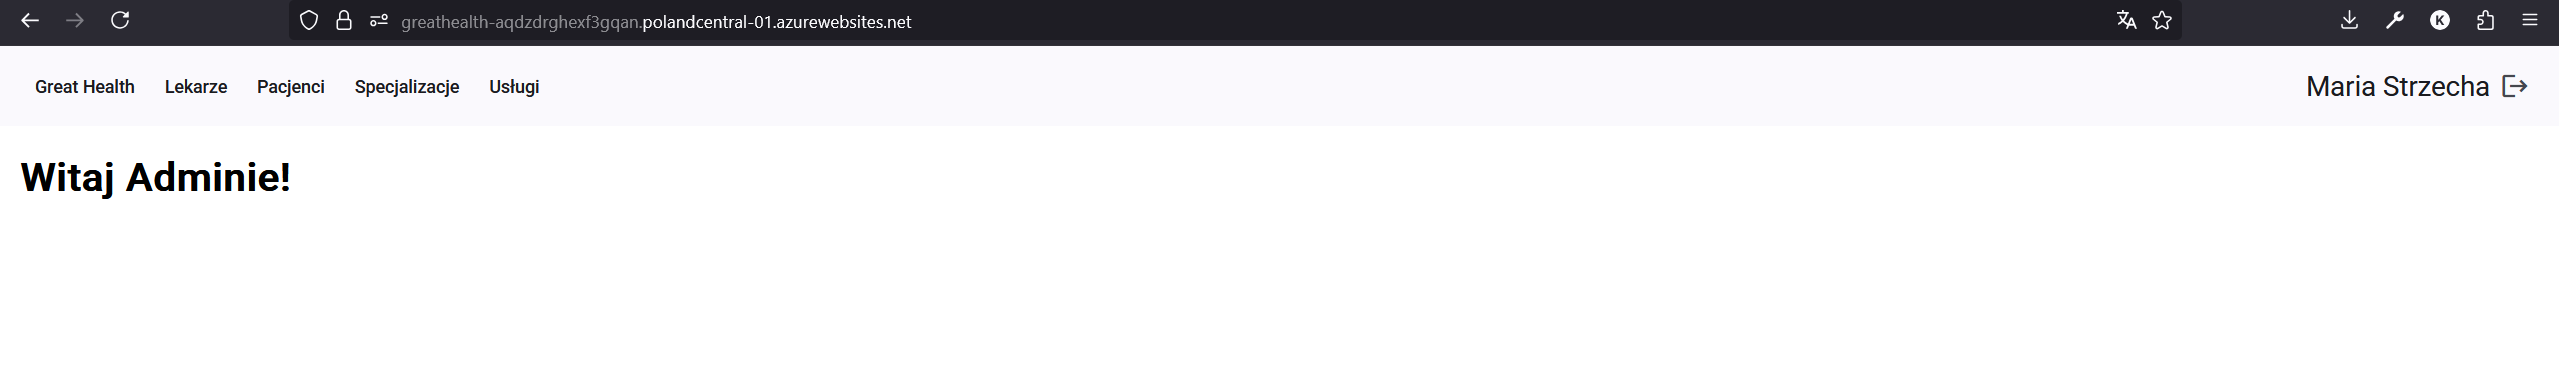 greathealth-aqdzdrghexf3gqan.polandcentral-01.azurewebsites.net
K
Great Health Lekarze Pacjenci Specjalizacje Usługi Maria Strzecha
Witaj Adminie!